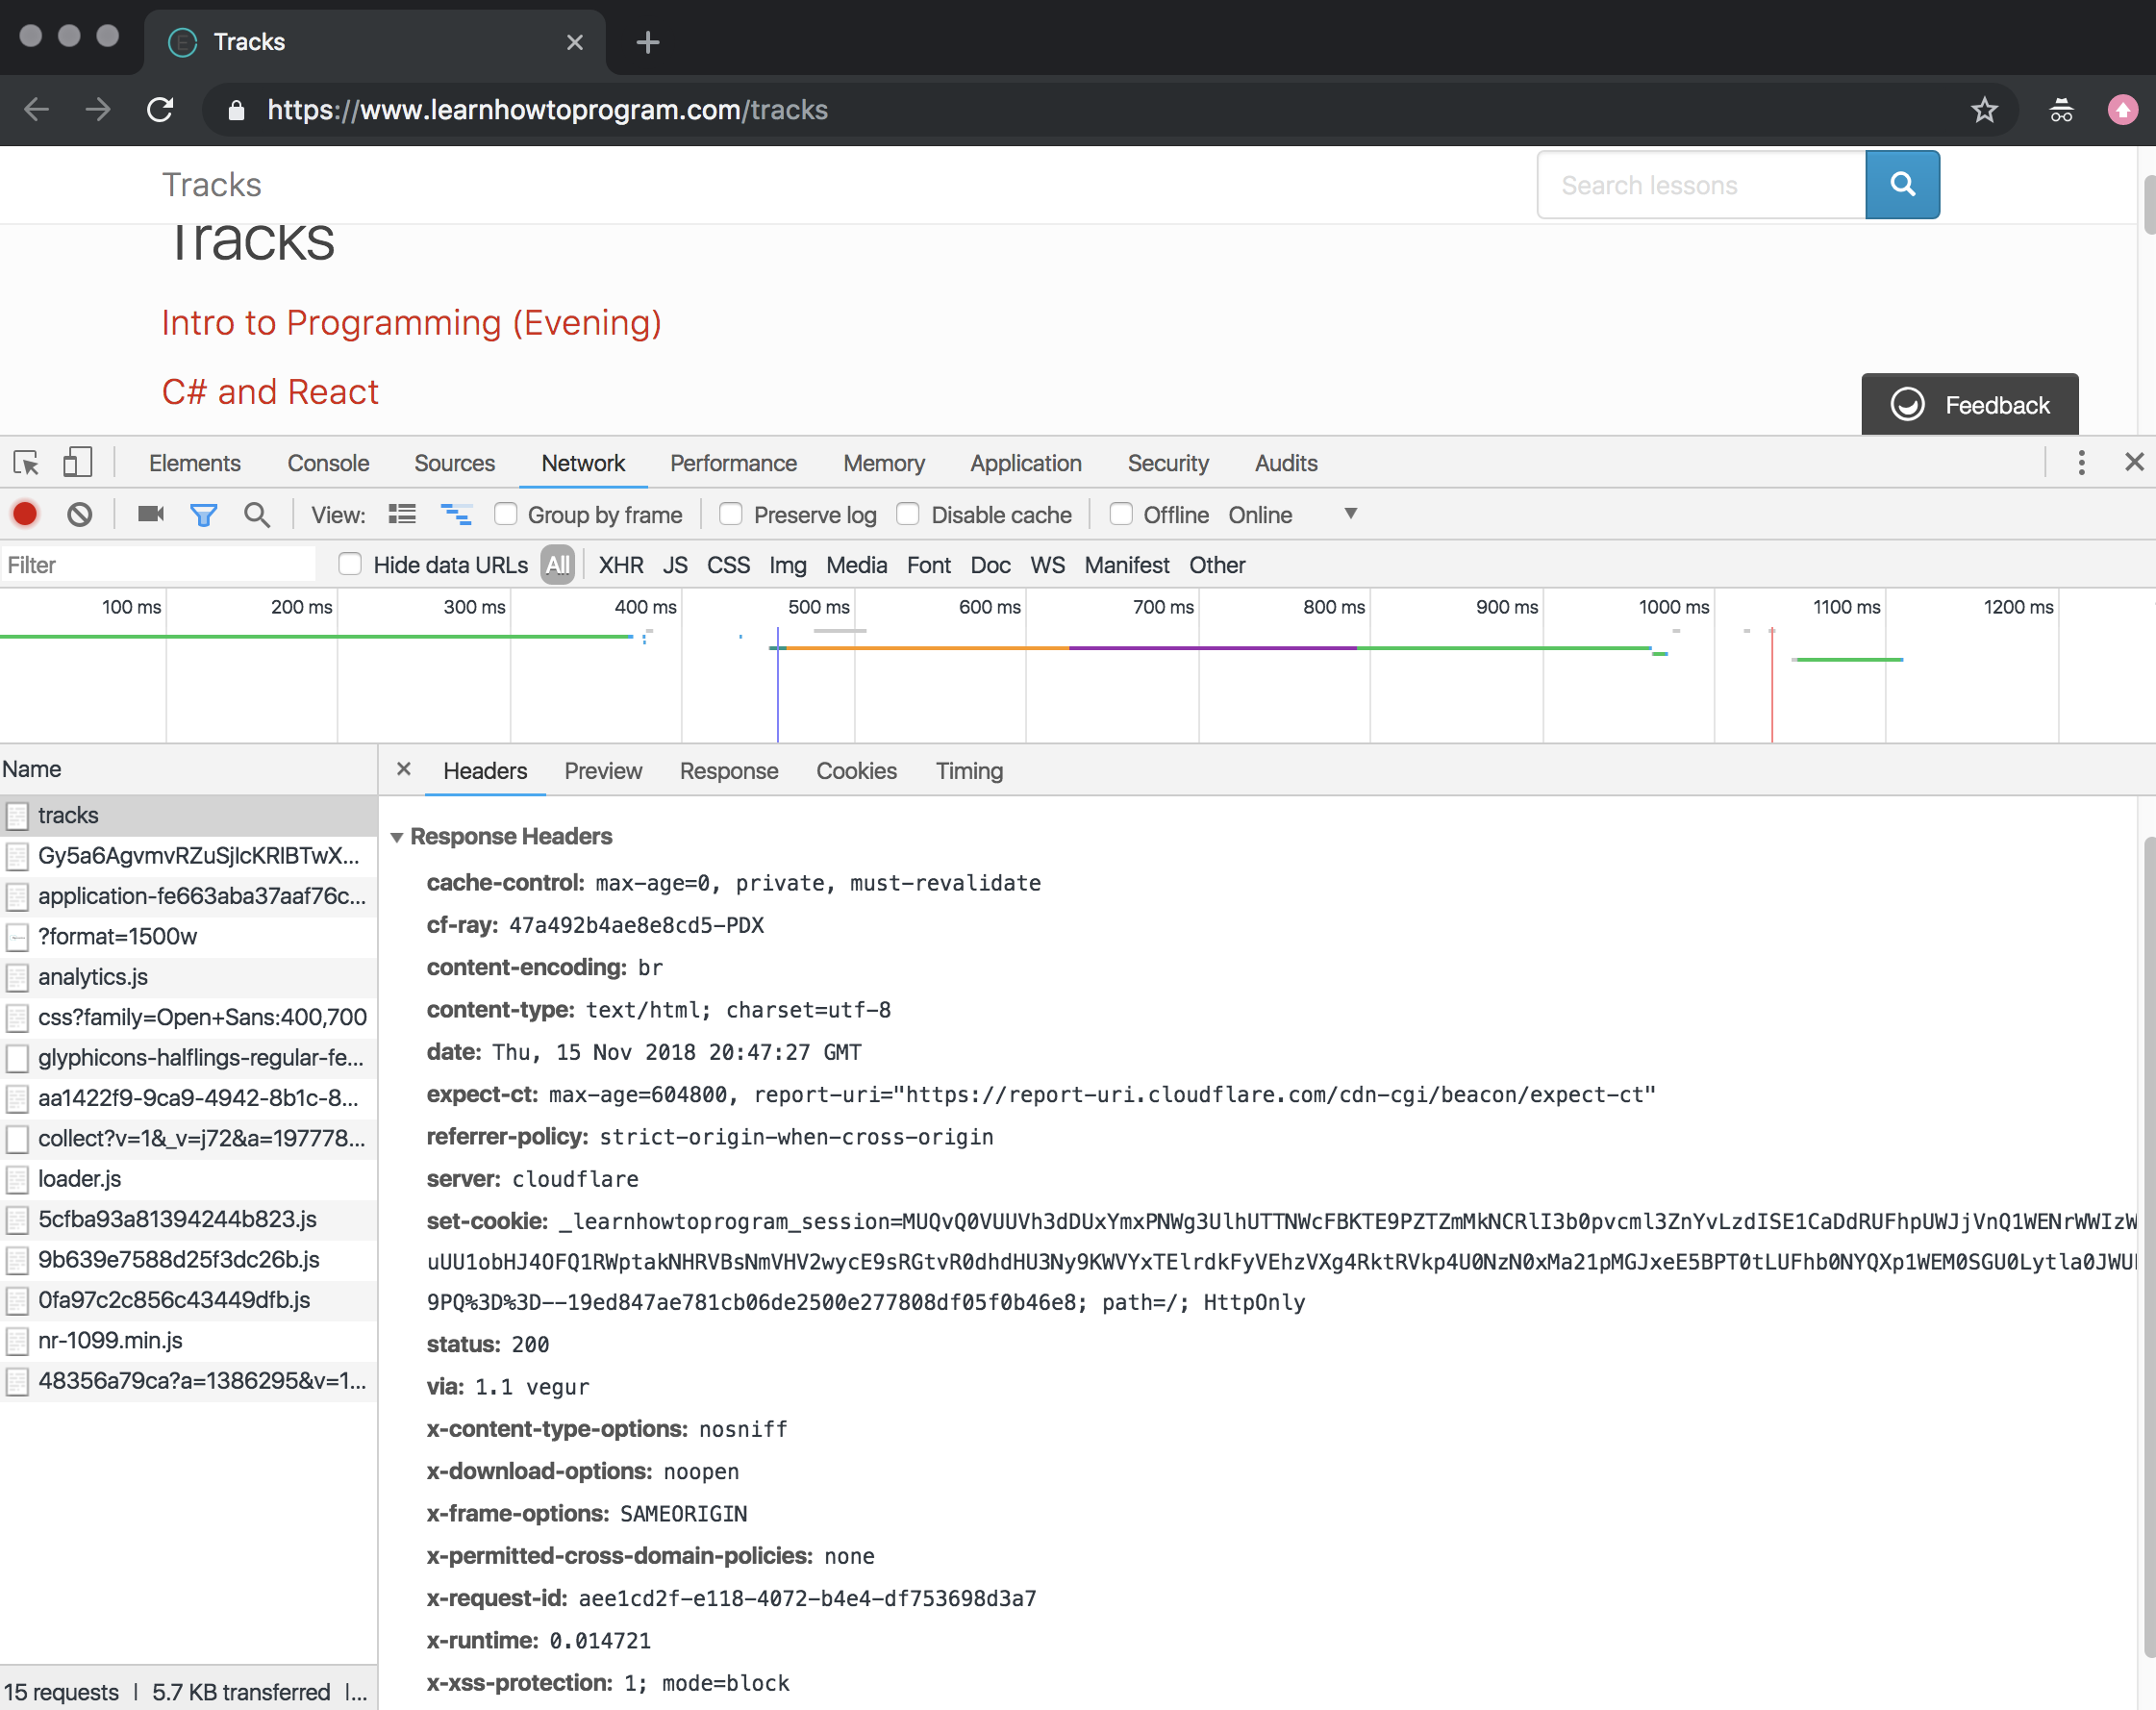 Tracks
https://www.learnhowtoprogram.com/tracks
Tracks
Search lessons
Tracks
Intro to Programming (Evening)
C# and React
Feedback
Elements Console Sources Network Performance Memory Application Security Audits
View: Group by frame Preserve log Disable cache Offline Online
Filter Hide data URLs All XHR JS CSS Img Media Font Doc WS Manifest Other
100 ms 200 ms 300 ms 400 ms 500 ms 600 ms 700 ms 800 ms 900 ms 1000 ms 1100 ms 1200 ms
Name
tracks
Gy5a6AgvmvRZuSjlcKRlBTwX...
application-fe663aba37aaf76c...
?format=1500w
analytics.js
css?family=Open+Sans:400,700
glyphicons-halflings-regular-fe...
aa1422f9-9ca9-4942-8b1c-8...
collect?v=1&_v=j72&a=197778...
loader.js
5cfba93a81394244b823.js
9b639e7588d25f3dc26b.js
0fa97c2c856c43449dfb.js
nr-1099.min.js
48356a79ca?a=1386295&v=1...
15 requests | 5.7 KB transferred |...
Headers Preview Response Cookies Timing
Response Headers
cache-control: max-age=0, private, must-revalidate
cf-ray: 47a492b4ae8e8cd5-PDX
content-encoding: br
content-type: text/html; charset=utf-8
date: Thu, 15 Nov 2018 20:47:27 GMT
expect-ct: max-age=604800, report-uri="https://report-uri.cloudflare.com/cdn-cgi/beacon/expect-ct"
referrer-policy: strict-origin-when-cross-origin
server: cloudflare
set-cookie: _learnhowtoprogram_session=MUQvQ0VUUVh3dDUxYmxPNWg3UlhUTTNWcFBKTE9PZTZmMkNCRlI3b0pvcml3ZnYvLzdISE1CaDdRUFhpUWJjVnQ1WENrWWIzW
uUU1obHJ4OFQ1RWptakNHRVBsNmVHV2wycE9sRGtvR0dhdHU3Ny9KWVYxTElrdkFyVEhzVXg4RktRVkp4U0NzN0xMa21pMGJxeE5BPT0tLUFhb0NYQXp1WEM0SGU0Lytla0JWU
9PQ%3D%3D--19ed847ae781cb06de2500e277808df05f0b46e8; path=/; HttpOnly
status: 200
via: 1.1 vegur
x-content-type-options: nosniff
x-download-options: noopen
x-frame-options: SAMEORIGIN
x-permitted-cross-domain-policies: none
x-request-id: aee1cd2f-e118-4072-b4e4-df753698d3a7
x-runtime: 0.014721
x-xss-protection: 1; mode=block